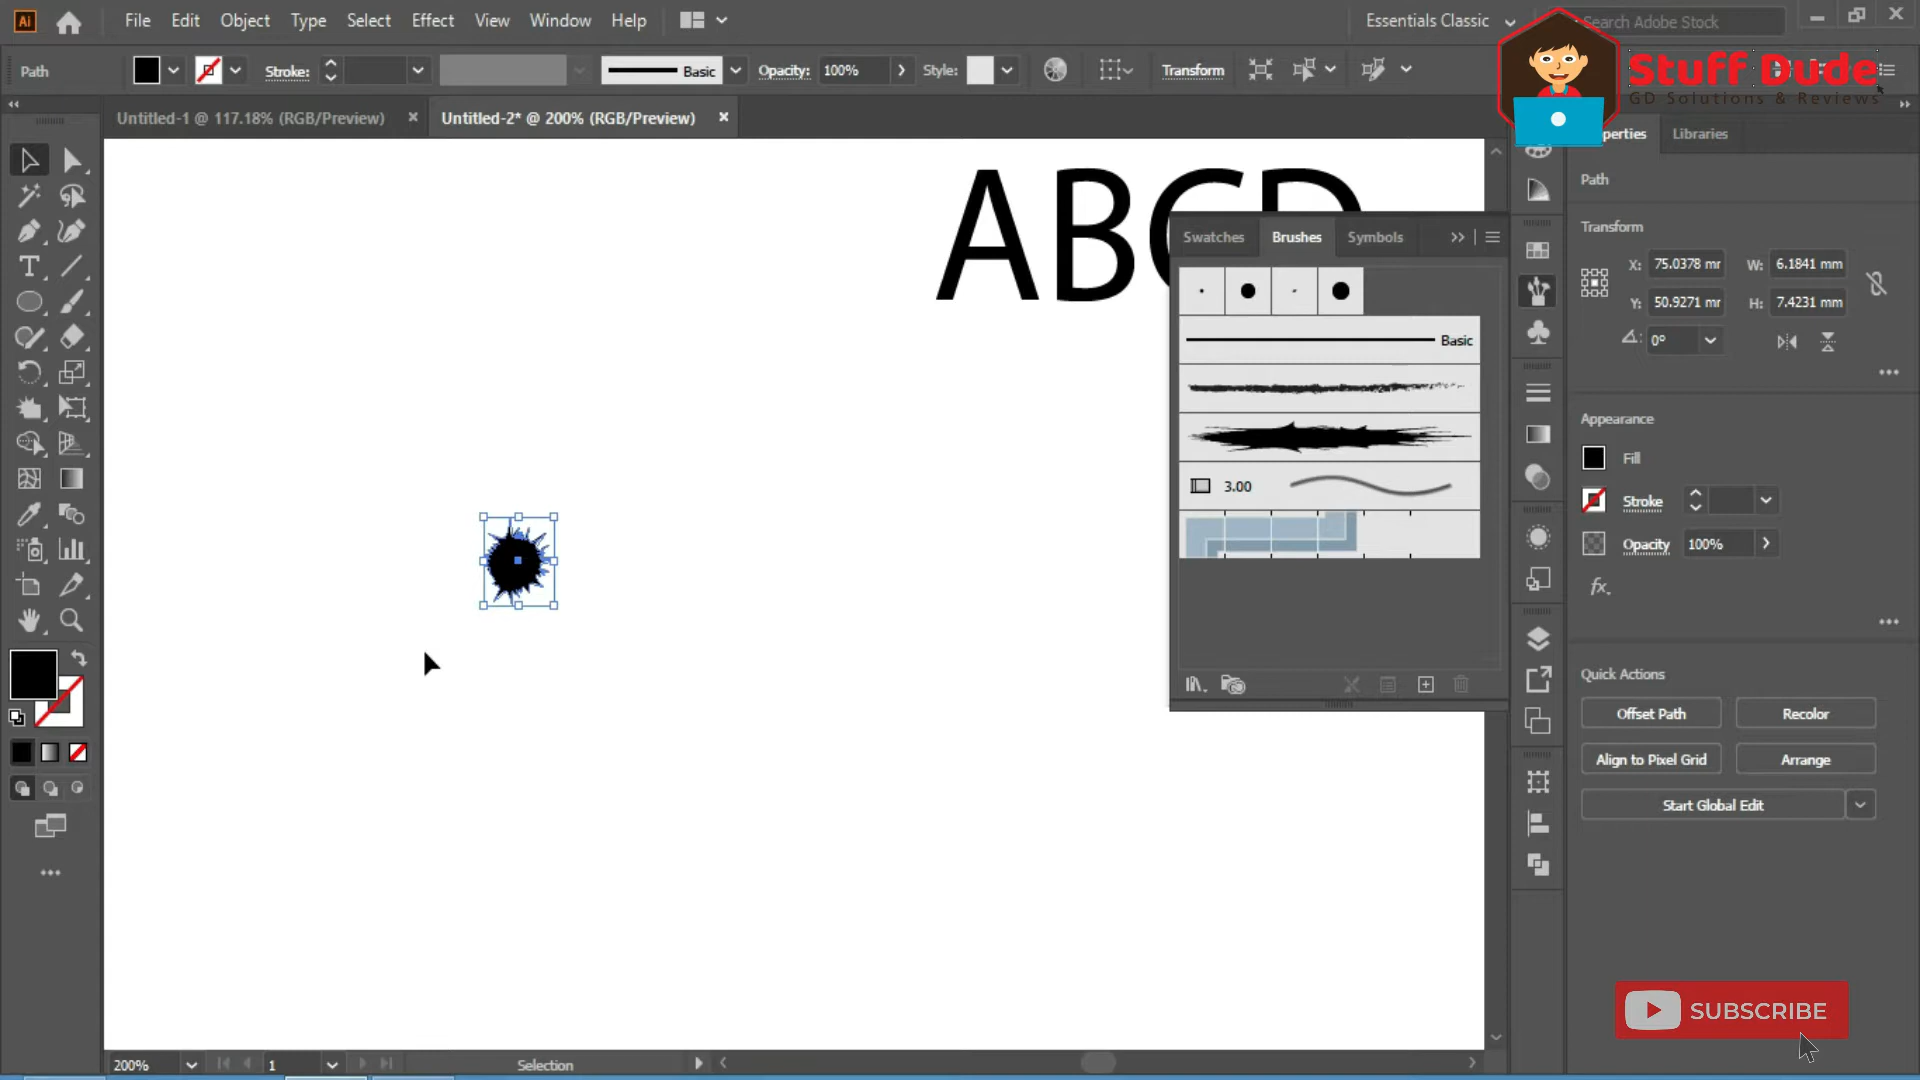 Ai File Edit Object Type Select Effect View Window Help Essentials Classic Search Adobe Stock
Path Stroke: Basic Opacity: 100% Style: Transform
Stuff Dude
GD Solutions & Reviews
Untitled-1 @ 117.18% (RGB/Preview) Untitled-2* @ 200% (RGB/Preview)
perties Libraries
ABCD
Path
Transform
X: 75.0378 mr W: 6.1841 mm
Y: 50.9271 mr H: 7.4231 mm
0°
Swatches Brushes Symbols
Basic
3.00
Appearance
Fill
Stroke
Opacity 100%
fx.
Quick Actions
Offset Path Recolor
Align to Pixel Grid Arrange
Start Global Edit
SUBSCRIBE
200% 1 Selection